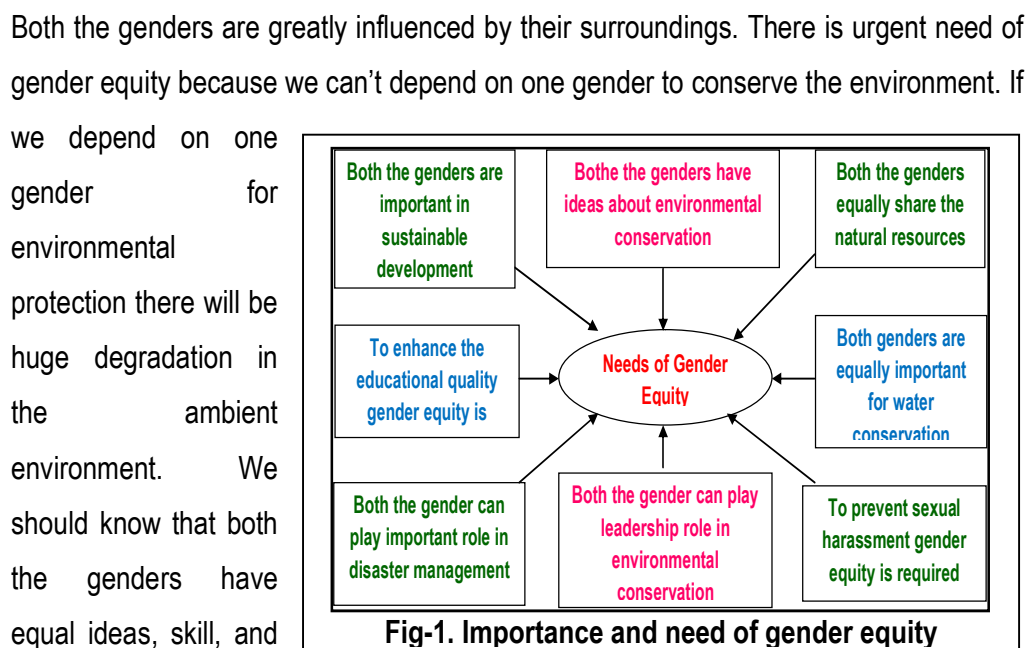 Both the genders are greatly influenced by their surroundings. There is urgent need of
gender equity because we can't depend on one gender to conserve the environment. If
we depend on one
gender for
environmental
protection there will be
huge degradation in
the ambient
environment. We
should know that both
the genders have
equal ideas, skill, and
Both the genders are
important in
sustainable
development
Bothe the genders have
ideas about environmental
conservation
Both the genders
equally share the
natural resources
To enhance the
educational quality
gender equity is
Needs of Gender
Equity
Both genders are
equally important
for water
conservation
Both the gender can
play important role in
disaster management
Both the gender can play
leadership role in
environmental
conservation
To prevent sexual
harassment gender
equity is required
Fig-1. Importance and need of gender equity